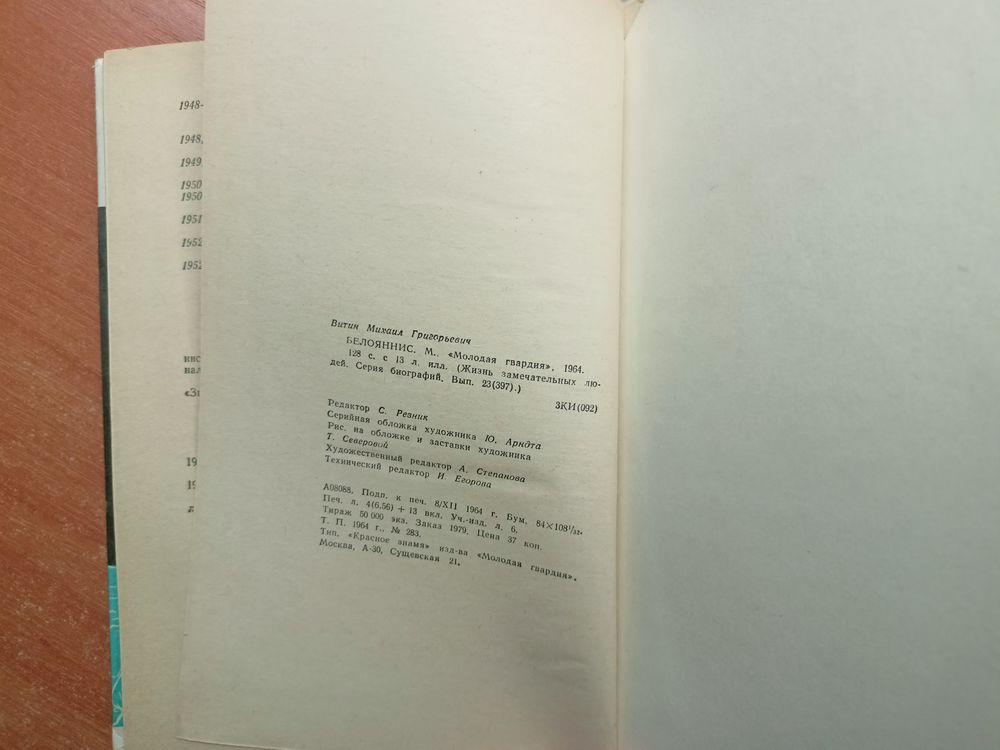 1948-
1948,
1949,
1950
1950
1951
1952
1952
инс
нал
«Зн
19
Витин Михаил Григорьевич
БЕЛОЯННИС. М., «Молодая гвардия», 1964.
128 с. с 13 л. илл. (Жизнь замечательных лю-
дей. Серия биографий. Вып. 23(397).)
3КИ(092)
Редактор С. Резник
Серийная обложка художника Ю. Арндта
Рис. на обложке и заставки художника
Т. Северовой
Художественный редактор А. Степанова
Технический редактор И. Егорова
А08088. Подп. к печ. 8/XII 1964 г. Бум. 84×108¹/₃₂.
Печ. л. 4(6,56) + 13 вкл. Уч.-изд. л. 6.
Тираж 50 000 экз. Заказ 1979. Цена 37 коп.
Т. П. 1964 г., № 283.
Тип. «Красное знамя» изд-ва «Молодая гвардия».
Москва, А-30, Сущевская 21.